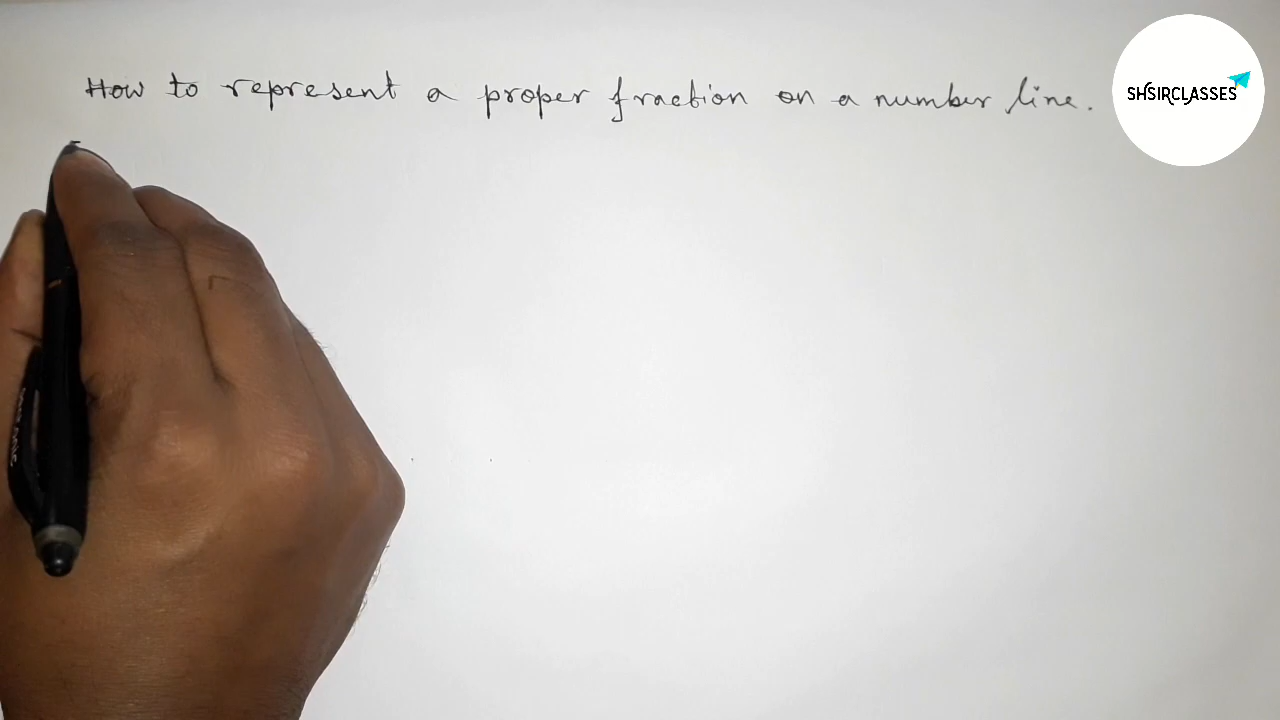 How to represent a proper fraction on a number line.
SHSIRCLASSES